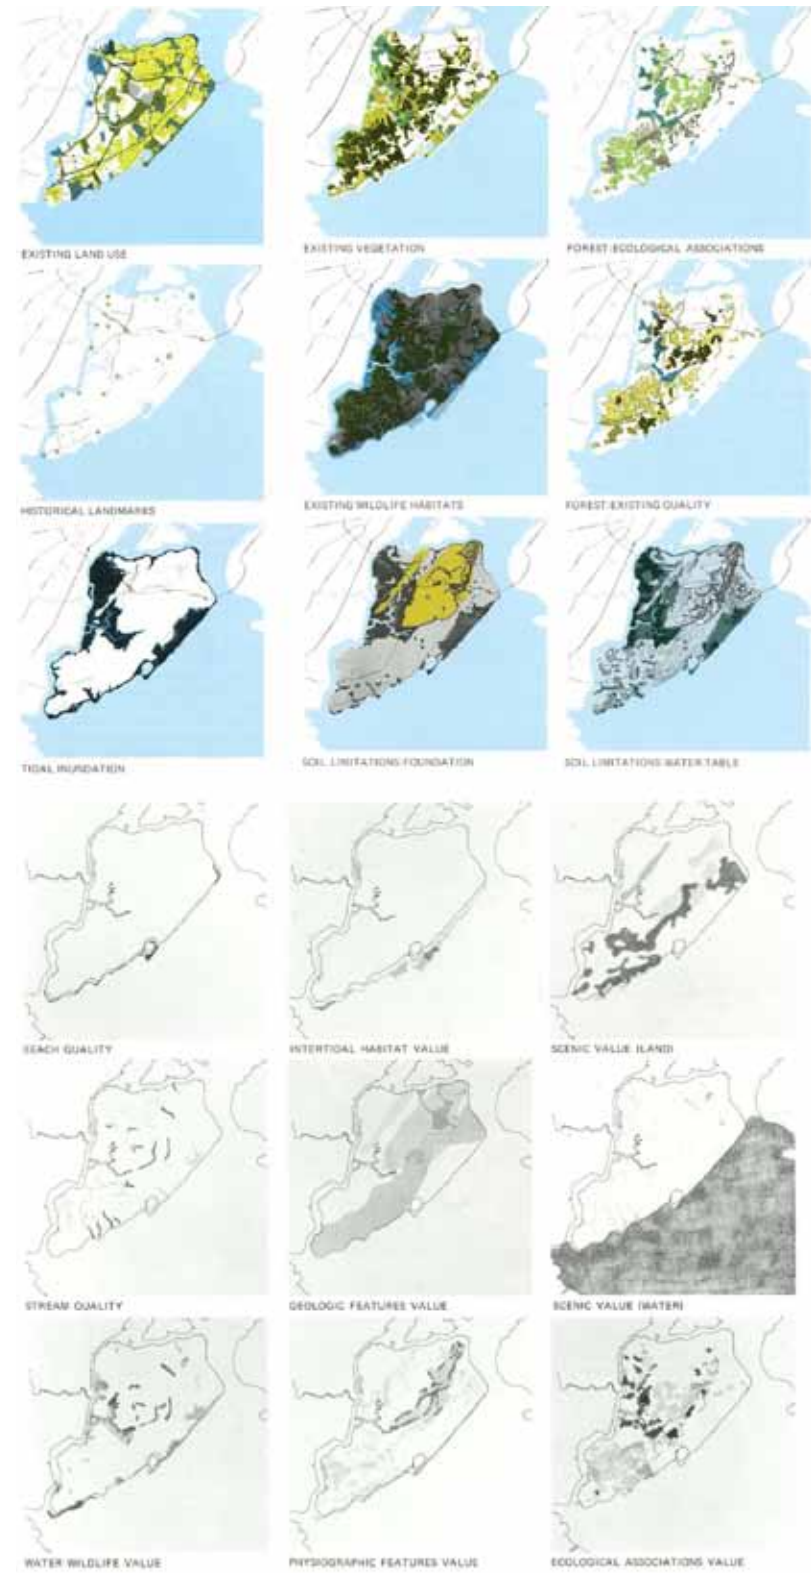 EXISTING LAND USE
EXISTING VEGETATION
FOREST:ECOLOGICAL ASSOCIATIONS
HISTORICAL LANDMARKS
EXISTING WILDLIFE HABITATS
FOREST:EXISTING QUALITY
TIDAL INUNDATION
SOIL LIMITATIONS:FOUNDATION
SOIL LIMITATIONS:WATER TABLE
BEACH QUALITY
INTERTIDAL HABITAT VALUE
SCENIC VALUE (LAND)
STREAM QUALITY
GEOLOGIC FEATURES VALUE
SCENIC VALUE (WATER)
WATER WILDLIFE VALUE
PHYSIOGRAPHIC FEATURES VALUE
ECOLOGICAL ASSOCIATIONS VALUE